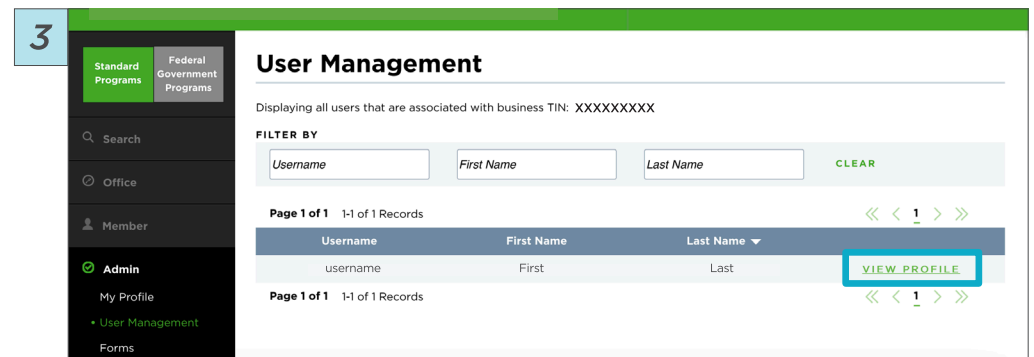 3
Standard Programs
Federal Government Programs
Search
Office
Member
Admin
My Profile
• User Management
Forms
User Management
Displaying all users that are associated with business TIN: XXXXXXXXX
FILTER BY
Username First Name Last Name CLEAR
Page 1 of 1 1-1 of 1 Records 1
Username First Name Last Name
username First Last VIEW PROFILE
Page 1 of 1 1-1 of 1 Records 1